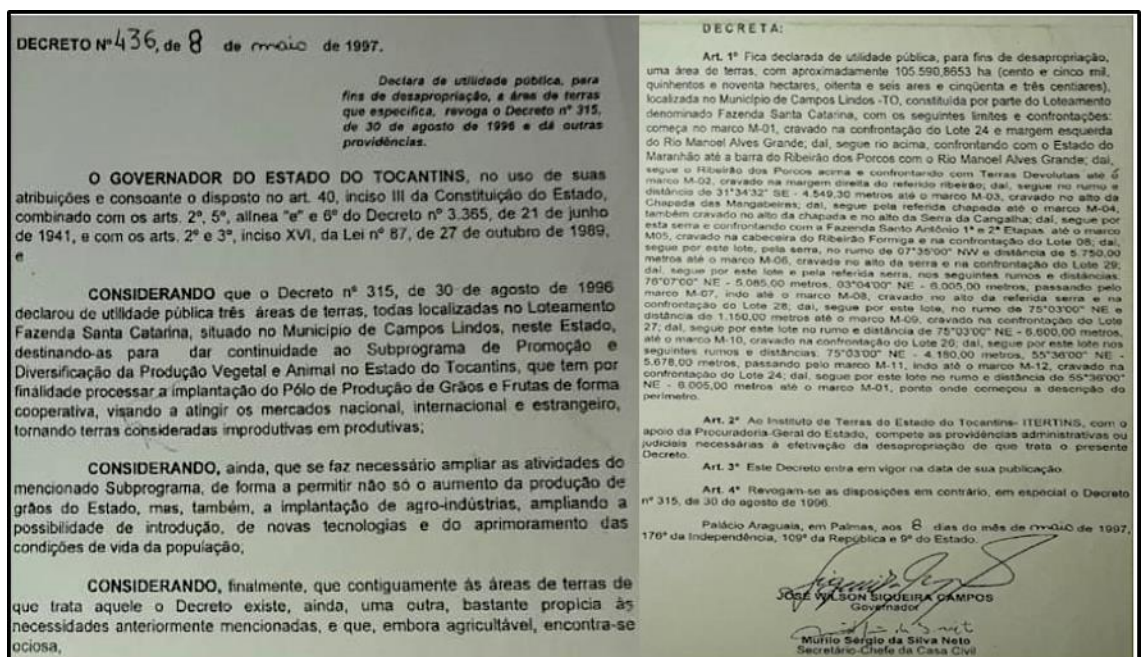 DECRETO Nº 436, de 8 de maio de 1997.
Declara de utilidade pública, para
fins de desapropriação, a área de terras
que especifica, revoga o Decreto nº 315,
de 30 de agosto de 1996 e dá outras
providências.
O GOVERNADOR DO ESTADO DO TOCANTINS, no uso de suas
atribuições e consoante o disposto no art. 40, inciso III da Constituição do Estado,
combinado com os arts. 2º, 5º, alínea "e" e 6º do Decreto nº 3.365, de 21 de junho
de 1941, e com os arts. 2º e 3º, inciso XVI, da Lei nº 87, de 27 de outubro de 1989,
e
CONSIDERANDO que o Decreto nº 315, de 30 de agosto de 1996
declarou de utilidade pública três áreas de terras, todas localizadas no Loteamento
Fazenda Santa Catarina, situado no Município de Campos Lindos, neste Estado,
destinando-as para dar continuidade ao Subprograma de Promoção e
Diversificação da Produção Vegetal e Animal no Estado do Tocantins, que tem por
finalidade processar a implantação do Pólo de Produção de Grãos e Frutas de forma
cooperativa, visando a atingir os mercados nacional, internacional e estrangeiro,
tornando terras consideradas improdutivas em produtivas;
CONSIDERANDO, ainda, que se faz necessário ampliar as atividades do
mencionado Subprograma, de forma a permitir não só o aumento da produção de
grãos do Estado, mas, também, a implantação de agro-indústrias, ampliando a
possibilidade de introdução, de novas tecnologias e do aprimoramento das
condições de vida da população;
CONSIDERANDO, finalmente, que contiguamente às áreas de terras de
que trata aquele o Decreto existe, ainda, uma outra, bastante propícia às
necessidades anteriormente mencionadas, e que, embora agricultável, encontra-se
ociosa,
DECRETA:
Art. 1º Fica declarada de utilidade pública, para fins de desapropriação,
uma área de terras, com aproximadamente 105.590,8653 ha (cento e cinco mil,
quinhentos e noventa hectares, oitenta e seis ares e cinqüenta e três centiares),
localizada no Município de Campos Lindos -TO, constituída por parte do Loteamento
denominado Fazenda Santa Catarina, com os seguintes limites e confrontações:
começa no marco M-01, cravado na confrontação do Lote 24 e margem esquerda
do Rio Manoel Alves Grande; daí, segue rio acima, confrontando com o Estado do
Maranhão até a barra do Ribeirão dos Porcos com o Rio Manoel Alves Grande; daí,
segue o Ribeirão dos Porcos acima e confrontando com Terras Devolutas até o
marco M-02, cravado na margem direita do referido ribeirão; daí, segue no rumo e
distância de 31°34'32" SE - 4.549,30 metros até o marco M-03, cravado no alto da
Chapada das Mangabeiras; daí, segue pela referida chapada até o marco M-04,
também cravado no alto da chapada e no alto da Serra da Cangalha; daí, segue por
esta serra e confrontando com a Fazenda Santo Antônio 1ª e 2ª Etapas, até o marco
M05, cravado na cabeceira do Ribeirão Formiga e na confrontação do Lote 08; daí,
segue por este lote, pela serra, no rumo de 07°35'00" NW e distância de 5.750,00
metros até o marco M-06, cravado no alto da serra e na confrontação do Lote 29;
daí, segue por este lote e pela referida serra, nos seguintes rumos e distâncias:
76°07'00" NE - 5.085,00 metros, 03°04'00" NE - 6.005,00 metros, passando pelo
marco M-07, indo até o marco M-08, cravado no alto da referida serra e na
confrontação do Lote 28; daí, segue por este lote, no rumo de 75°03'00" NE e
distância de 1.150,00 metros até o marco M-09, cravado na confrontação do Lote
27; daí, segue por este lote no rumo e distância de 75°03'00" NE - 6.600,00 metros,
até o marco M-10, cravado na confrontação do Lote 26; daí, segue por este lote nos
seguintes rumos e distâncias: 75°03'00" NE - 4.180,00 metros, 55°36'00" NE -
5.678,00 metros, passando pelo marco M-11, indo até o marco M-12, cravado na
confrontação do Lote 24; daí, segue por este lote no rumo e distância de 55°36'00"
NE - 6.005,00 metros até o marco M-01, ponto onde começou a descrição do
perímetro.
Art. 2º Ao Instituto de Terras do Estado do Tocantins- ITERTINS, com o
apoio da Procuradoria-Geral do Estado, compete as providências administrativas ou
judiciais necessárias à efetivação da desapropriação de que trata o presente
Decreto.
Art. 3º Este Decreto entra em vigor na data de sua publicação.
Art. 4º Revogam-se as disposições em contrário, em especial o Decreto
nº 315, de 30 de agosto de 1996.
Palácio Araguaia, em Palmas, aos 8 dias do mês de maio de 1997,
176º da Independência, 109º da República e 9º do Estado.
JOSÉ WILSON SIQUEIRA CAMPOS
Governador
Murilo Sérgio da Silva Neto
Secretário-Chefe da Casa Civil